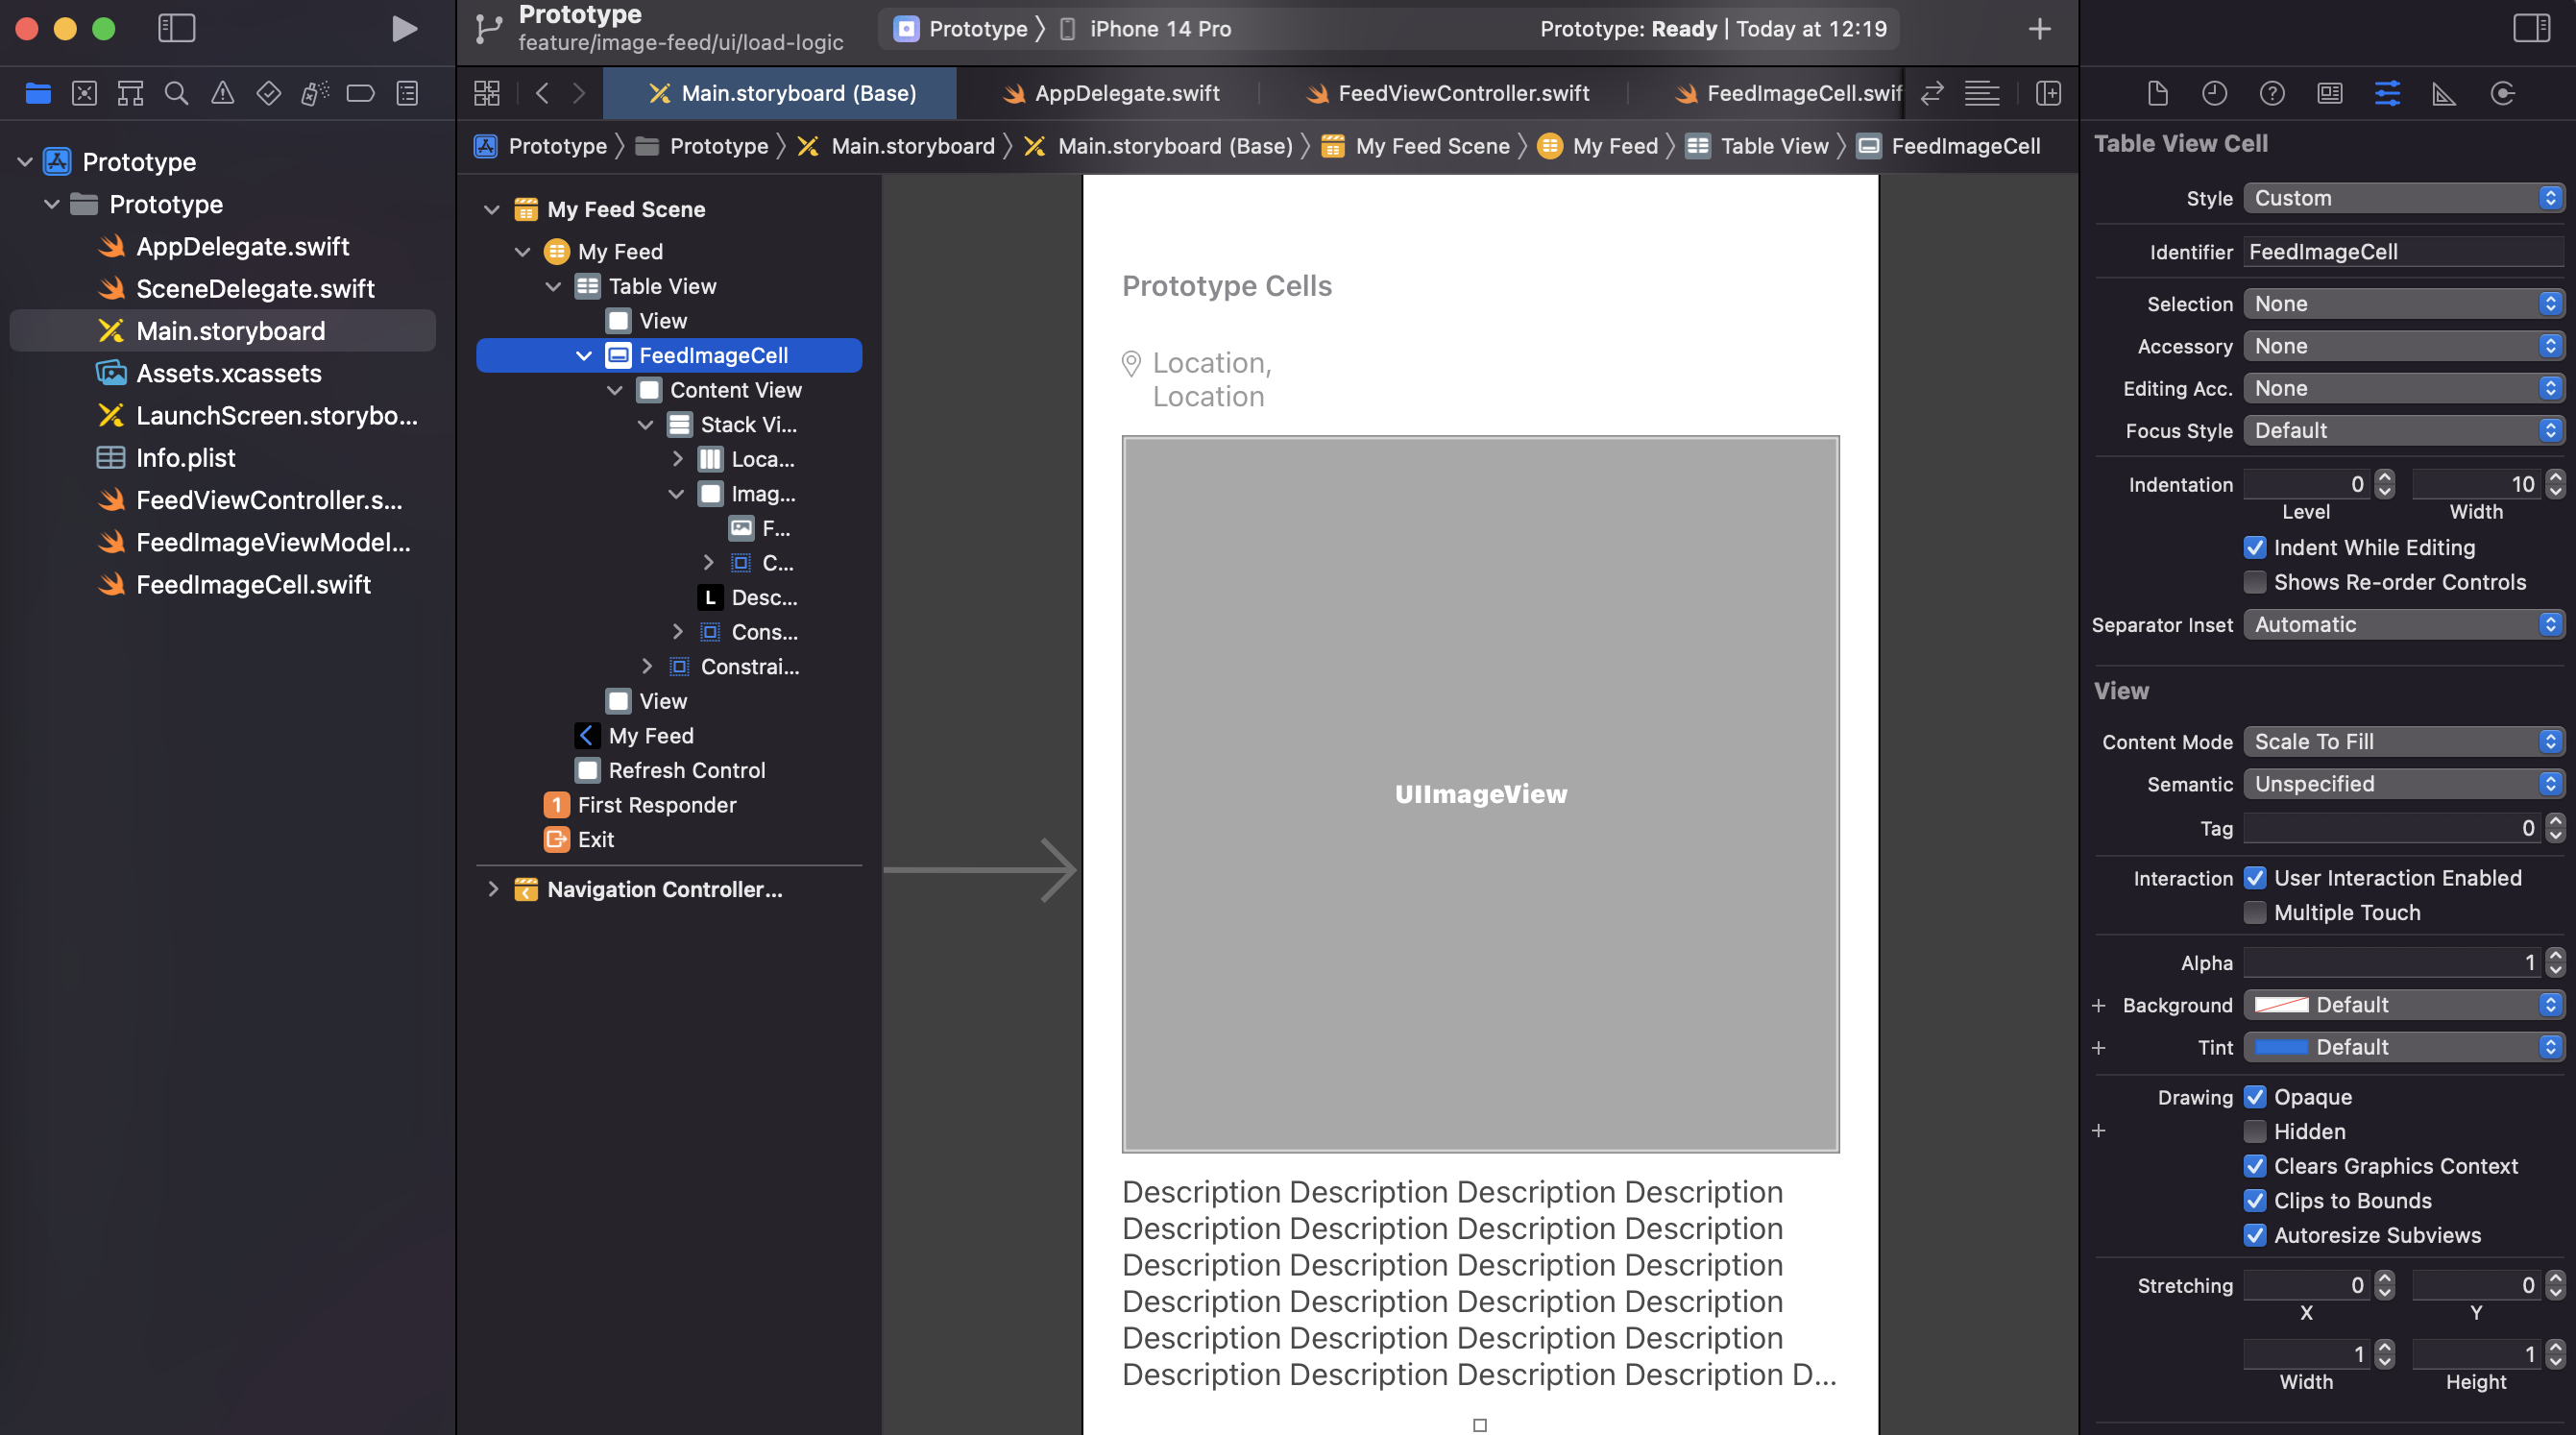 Prototype
feature/image-feed/ui/load-logic
Prototype
iPhone 14 Pro
Prototype: Ready | Today at 12:19
Main.storyboard (Base)
AppDelegate.swift
FeedViewController.swift
FeedImageCell.swif
Prototype
Prototype
Main.storyboard
Main.storyboard (Base)
My Feed Scene
My Feed
Table View
FeedImageCell
Prototype
Prototype
AppDelegate.swift
SceneDelegate.swift
Main.storyboard
Assets.xcassets
LaunchScreen.storybo...
Info.plist
FeedViewController.s...
FeedImageViewModel...
FeedImageCell.swift
My Feed Scene
My Feed
Table View
View
FeedImageCell
Content View
Stack Vi...
Loca...
Imag...
F...
C...
L
Desc...
Cons...
Constrai...
View
My Feed
Refresh Control
1
First Responder
Exit
Navigation Controller...
Prototype Cells
Location,
Location
UIImageView
Description Description Description Description
Description Description Description Description
Description Description Description Description
Description Description Description Description
Description Description Description Description
Description Description Description Description D...
Table View Cell
Style Custom
Identifier FeedImageCell
Selection None
Accessory None
Editing Acc. None
Focus Style Default
Indentation 0 10
Level Width
Indent While Editing
Shows Re-order Controls
Separator Inset Automatic
View
Content Mode Scale To Fill
Semantic Unspecified
Tag 0
Interaction User Interaction Enabled
Multiple Touch
Alpha 1
+ Background Default
+ Tint Default
Drawing Opaque
+ Hidden
Clears Graphics Context
Clips to Bounds
Autoresize Subviews
Stretching 0 0
X Y
1 1
Width Height